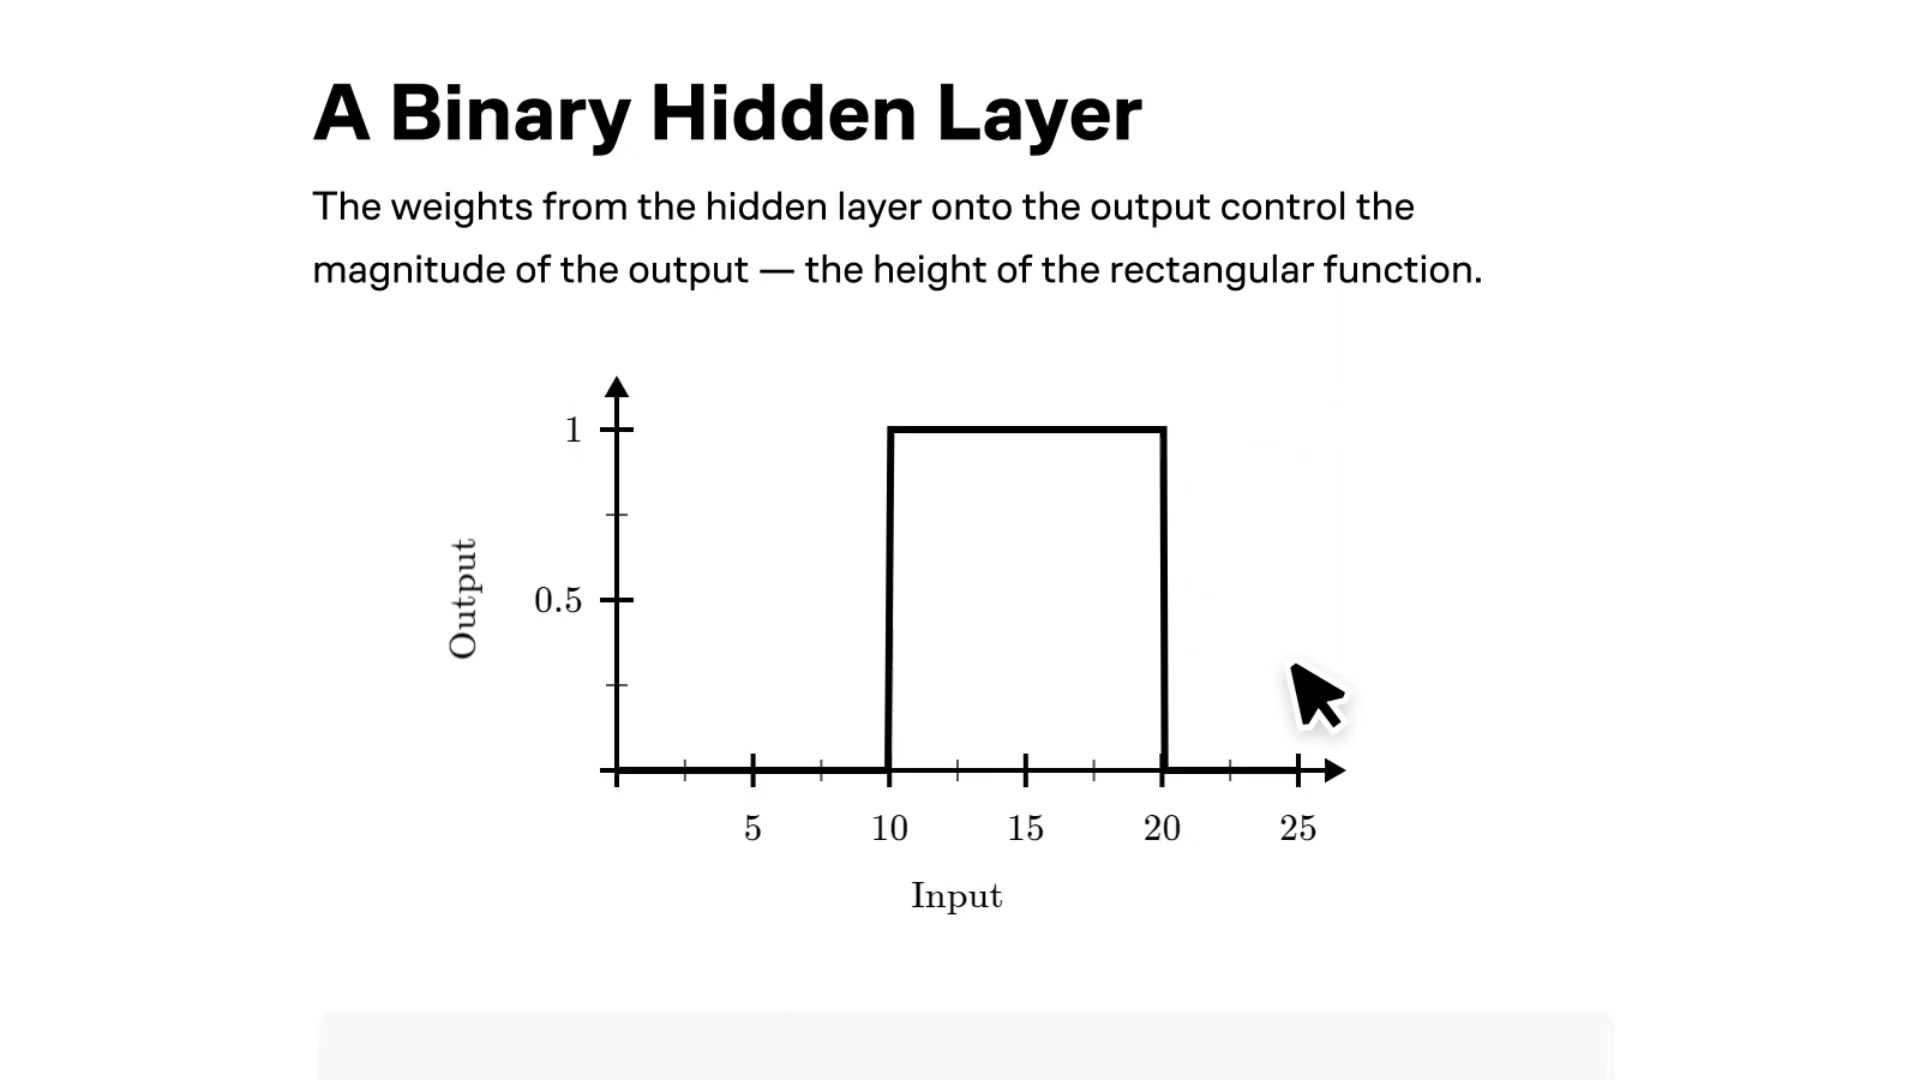 A Binary Hidden Layer
The weights from the hidden layer onto the output control the
magnitude of the output — the height of the rectangular function.
1
0.5
Output
5 10 15 20 25
Input